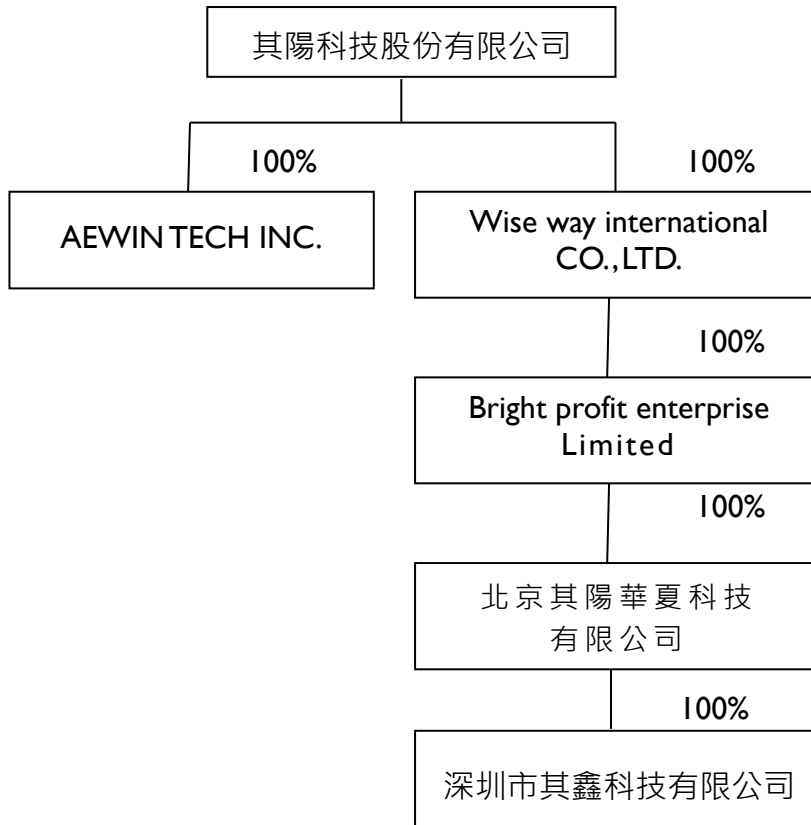 其陽科技股份有限公司
100%
100%
AEWIN TECH INC.
Wise way international
CO.,LTD.
100%
Bright profit enterprise
Limited
100%
北京其陽華夏科技
有限公司
100%
深圳市其鑫科技有限公司